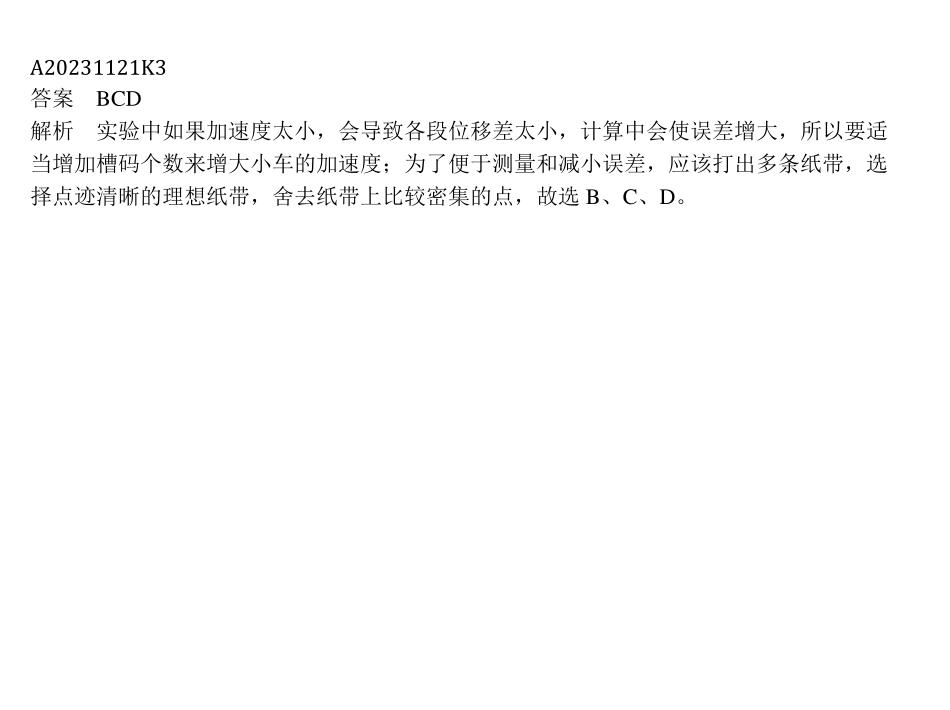 A20231121K3
答案　BCD
解析　实验中如果加速度太小，会导致各段位移差太小，计算中会使误差增大，所以要适
当增加槽码个数来增大小车的加速度；为了便于测量和减小误差，应该打出多条纸带，选
择点迹清晰的理想纸带，舍去纸带上比较密集的点，故选 B、C、D。